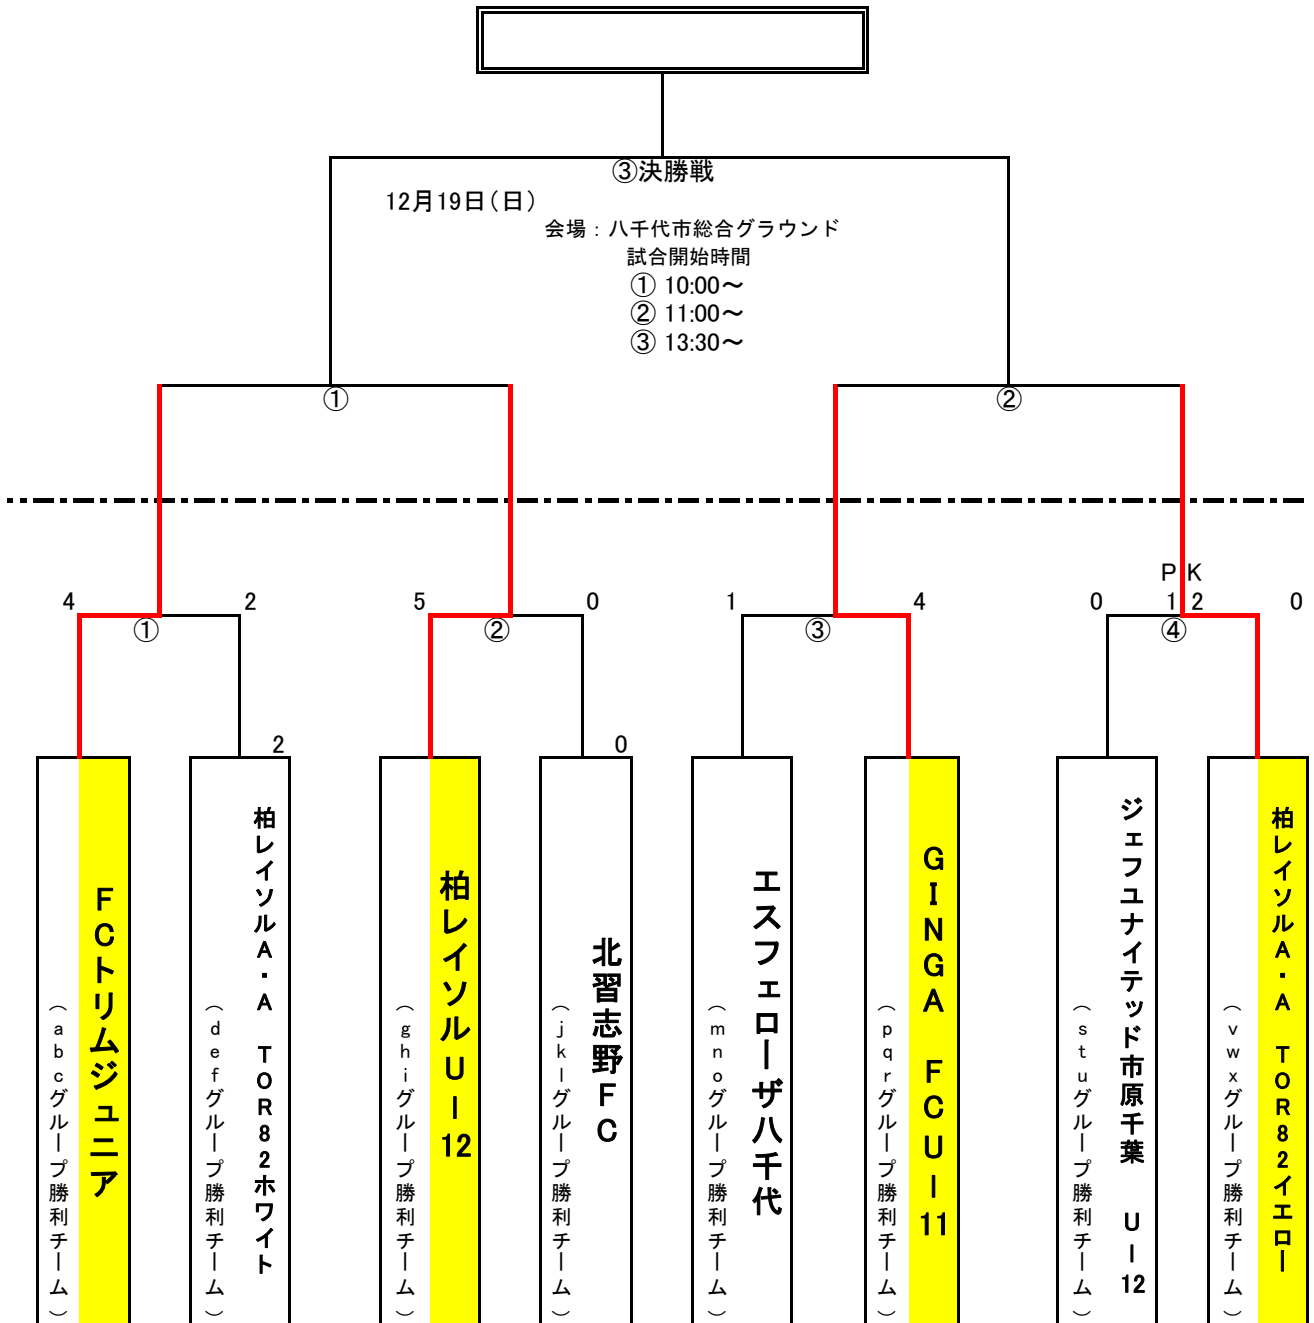 ③決勝戦
12月19日(日)
会場:八千代市総合グラウンド
試合開始時間
① 10:00～
② 11:00～
③ 13:30～
①
②
PK
4
2
5
0
1
4
0
1
2
0
①
②
③
④
2
0
FCトリムジュニア
(abcグループ勝利チーム)
柏レイソルA・A TOR82ホワイト
(defグループ勝利チーム)
柏レイソルU-12
(ghiグループ勝利チーム)
北習志野FC
(jklグループ勝利チーム)
エスフェローザ八千代
(mnoグループ勝利チーム)
GINGA FCU-11
(pqrグループ勝利チーム)
ジェフユナイテッド市原千葉 U-12
(stuグループ勝利チーム)
柏レイソルA・A TOR82イエロー
(vwxグループ勝利チーム)